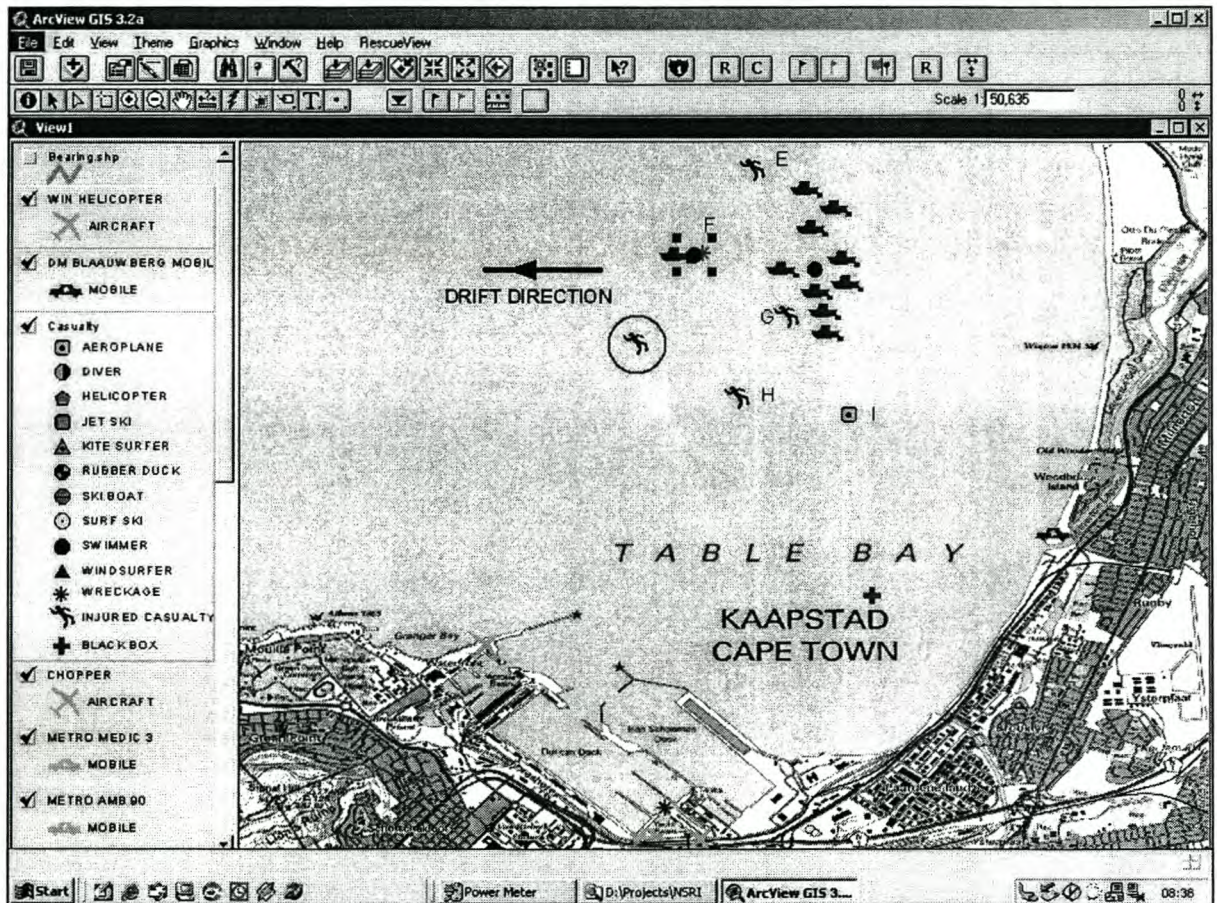 ArcView GIS 3.2a
File Edit View Theme Graphics Window Help RescueView
R C R
T
Scale 1: 50,635
View1
Bearing.shp
WIN HELICOPTER
AIRCRAFT
DM BLAAUWBERG MOBIL
MOBILE
Casualty
AEROPLANE
DIVER
HELICOPTER
JET SKI
KITE SURFER
RUBBER DUCK
SKI BOAT
SURF SKI
SWIMMER
WINDSURFER
WRECKAGE
INJURED CASUALTY
BLACK BOX
CHOPPER
AIRCRAFT
METRO MEDIC 3
MOBILE
METRO AMB 90
MOBILE
E
F
DRIFT DIRECTION
G
H
I
TABLE BAY
KAAPSTAD
CAPE TOWN
Granger Bay
Duncan Dock
Rugby
Ysterplaat
Start
Power Meter
D:\Projects\NSRI
ArcView GIS 3....
08:36